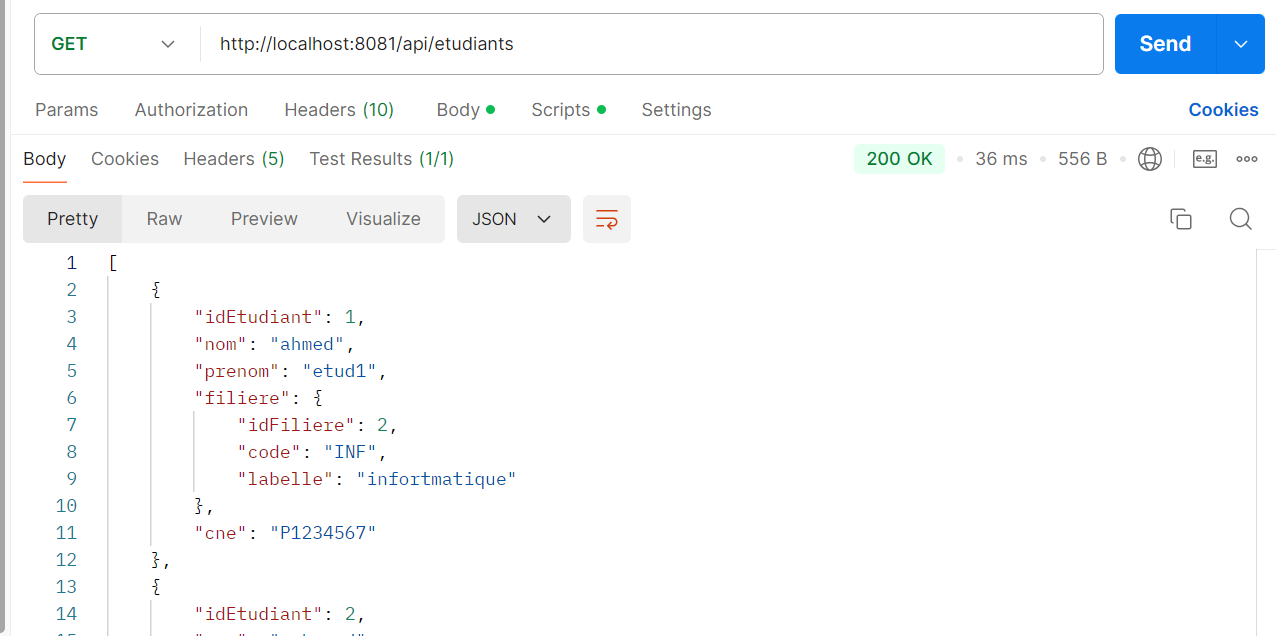 GET http://localhost:8081/api/etudiants Send
Params Authorization Headers (10) Body Scripts Settings Cookies
Body Cookies Headers (5) Test Results (1/1) 200 OK 36 ms 556 B e.g.
Pretty Raw Preview Visualize JSON
1 [
2 {
3 "idEtudiant": 1,
4 "nom": "ahmed",
5 "prenom": "etud1",
6 "filiere": {
7 "idFiliere": 2,
8 "code": "INF",
9 "labelle": "infortmatique"
10 },
11 "cne": "P1234567"
12 },
13 {
14 "idEtudiant": 2,